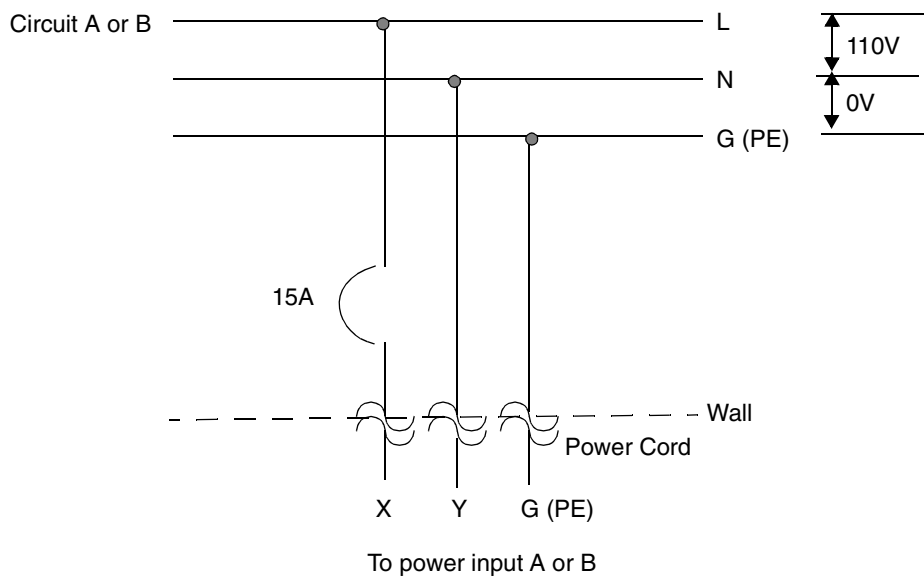 Circuit A or B
L
110V
N
0V
G (PE)
15A
Wall
Power Cord
X Y G (PE)
To power input A or B